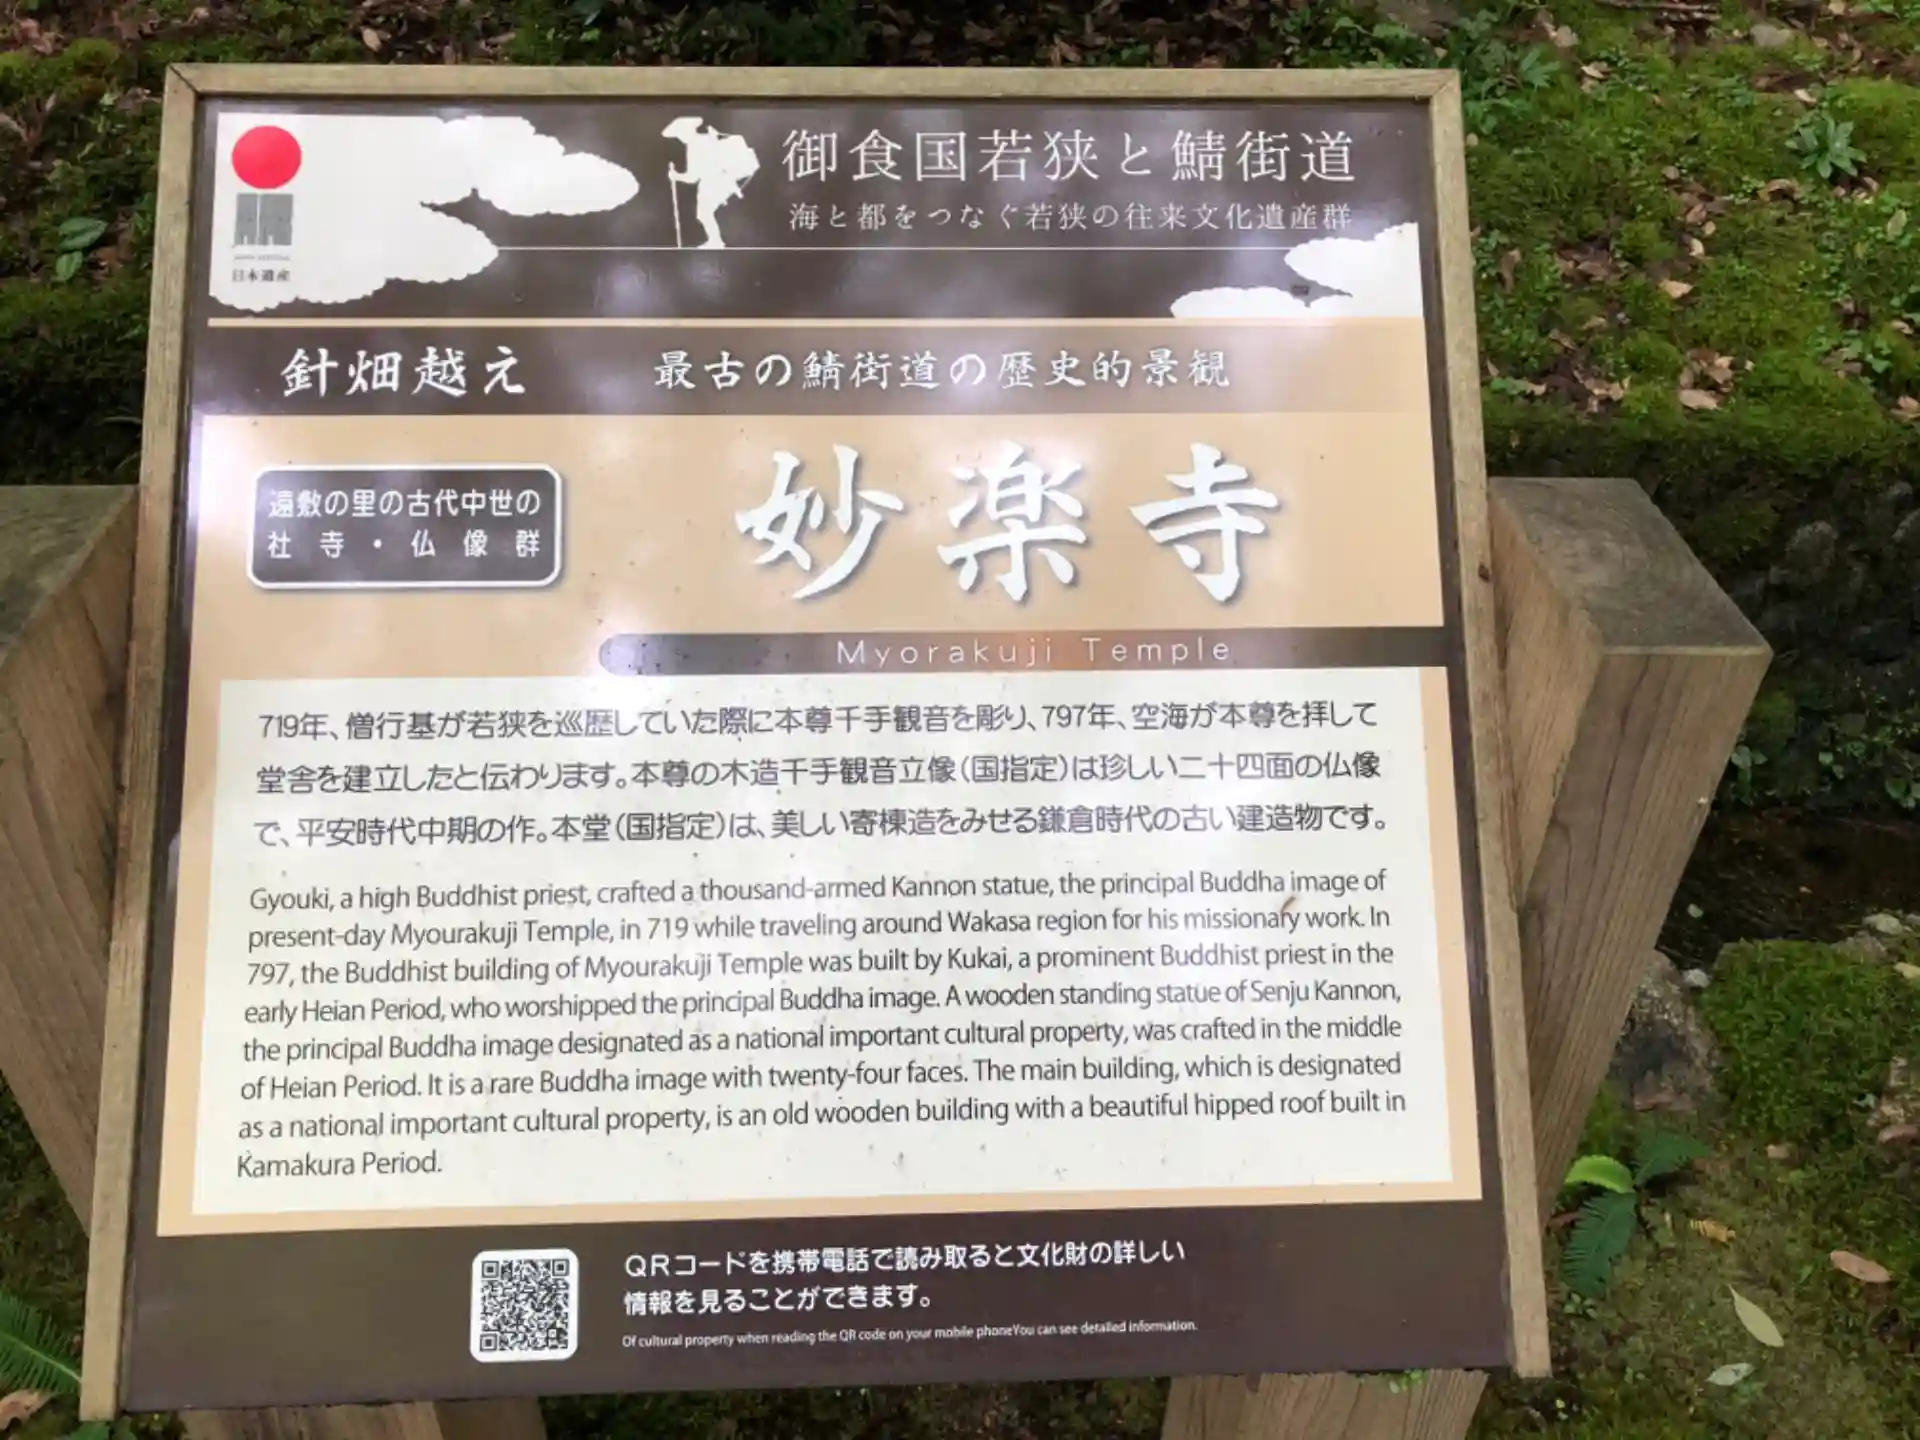 御食国若狭と鯖街道
海と都をつなぐ若狭の往来文化遺産群
日本遺産
針畑越え 最古の鯖街道の歴史的景観
遠敷の里の古代中世の
社寺・仏像群
妙楽寺
Myorakuji Temple
719年、僧行基が若狭を巡歴していた際に本尊千手観音を彫り、797年、空海が本尊を拝して
堂舎を建立したと伝わります。本尊の木造千手観音立像(国指定)は珍しい二十四面の仏像
で、平安時代中期の作。本堂(国指定)は、美しい寄棟造をみせる鎌倉時代の古い建造物です。
Gyouki, a high Buddhist priest, crafted a thousand-armed Kannon statue, the principal Buddha image of
present-day Myourakuji Temple, in 719 while traveling around Wakasa region for his missionary work. In
797, the Buddhist building of Myourakuji Temple was built by Kukai, a prominent Buddhist priest in the
early Heian Period, who worshipped the principal Buddha image. A wooden standing statue of Senju Kannon,
the principal Buddha image designated as a national important cultural property, was crafted in the middle
of Heian Period. It is a rare Buddha image with twenty-four faces. The main building, which is designated
as a national important cultural property, is an old wooden building with a beautiful hipped roof built in
Kamakura Period.
QRコードを携帯電話で読み取ると文化財の詳しい
情報を見ることができます。
Of cultural property when reading the QR code on your mobile phoneYou can see detailed information.